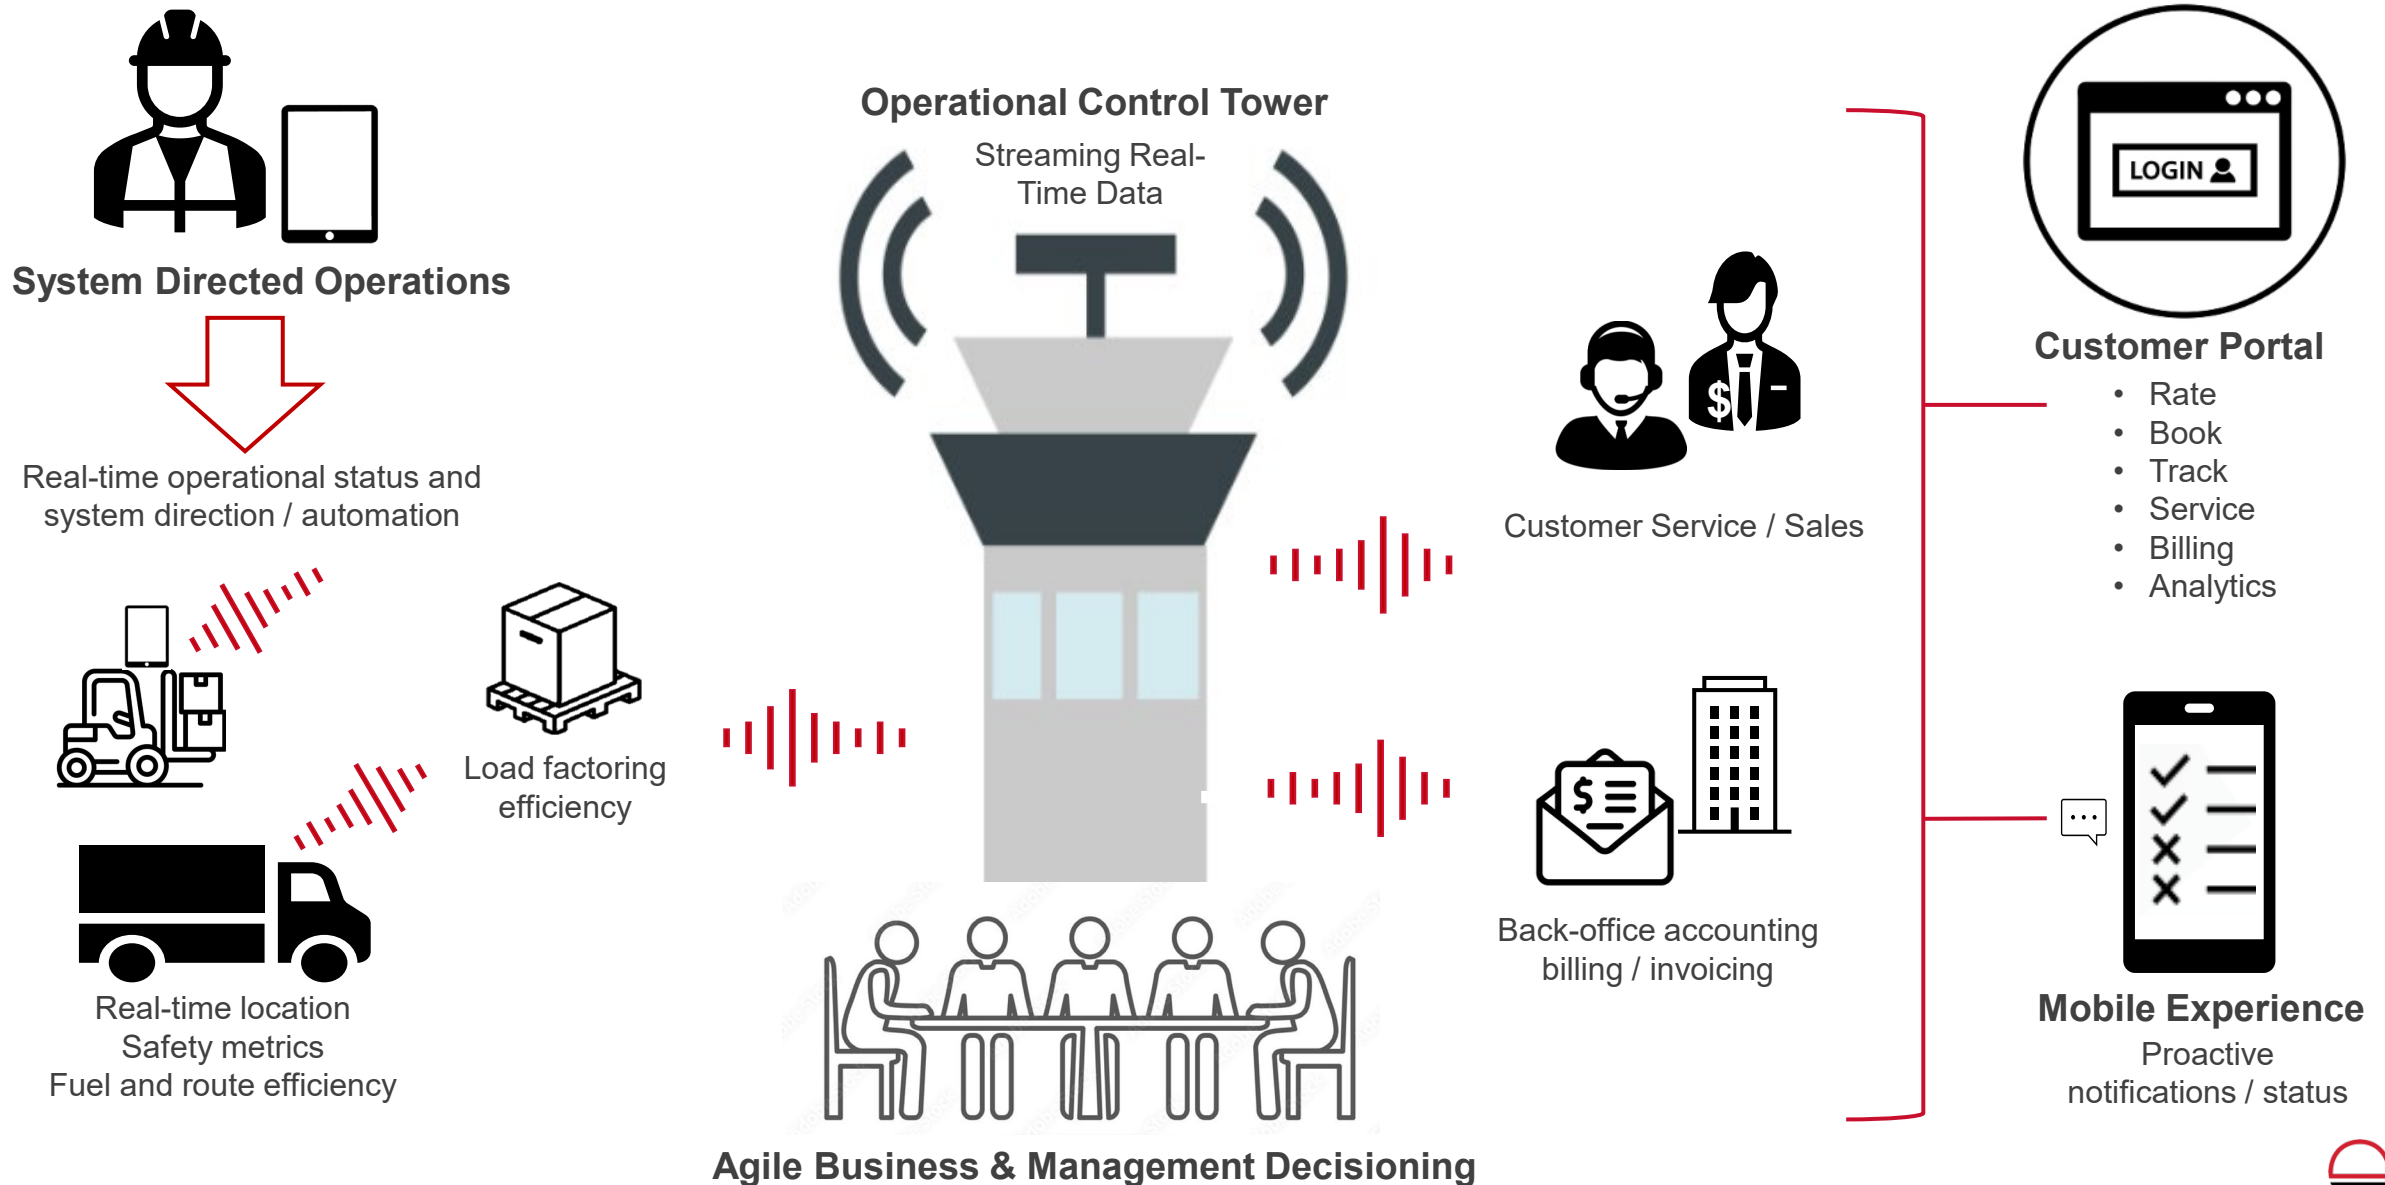 System Directed Operations
Real-time operational status and
system direction / automation
Load factoring
efficiency
Real-time location
Safety metrics
Fuel and route efficiency
Operational Control Tower
Streaming Real-
Time Data
Agile Business & Management Decisioning
$
Customer Service / Sales
$
Back-office accounting
billing / invoicing
LOGIN
Customer Portal
• Rate
• Book
• Track
• Service
• Billing
• Analytics
Mobile Experience
Proactive
notifications / status